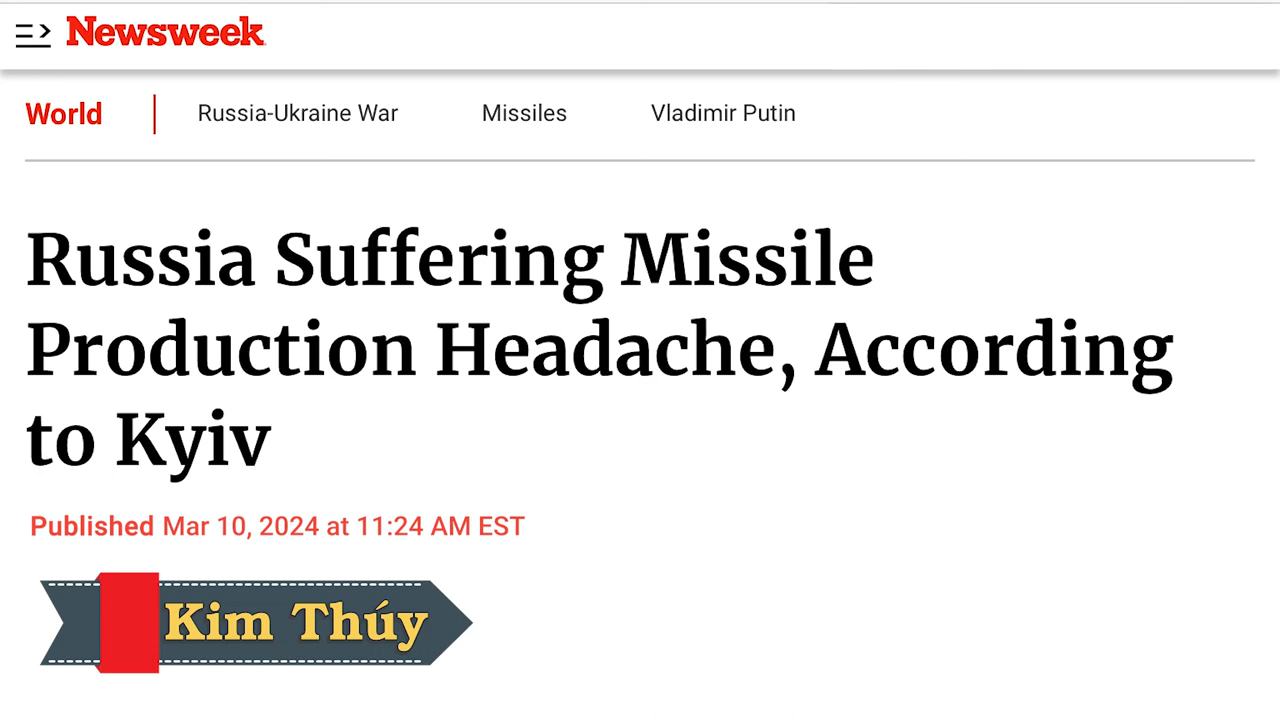 Newsweek
World Russia-Ukraine War Missiles Vladimir Putin
Russia Suffering Missile
Production Headache, According
to Kyiv
Published Mar 10, 2024 at 11:24 AM EST
Kim Thúy